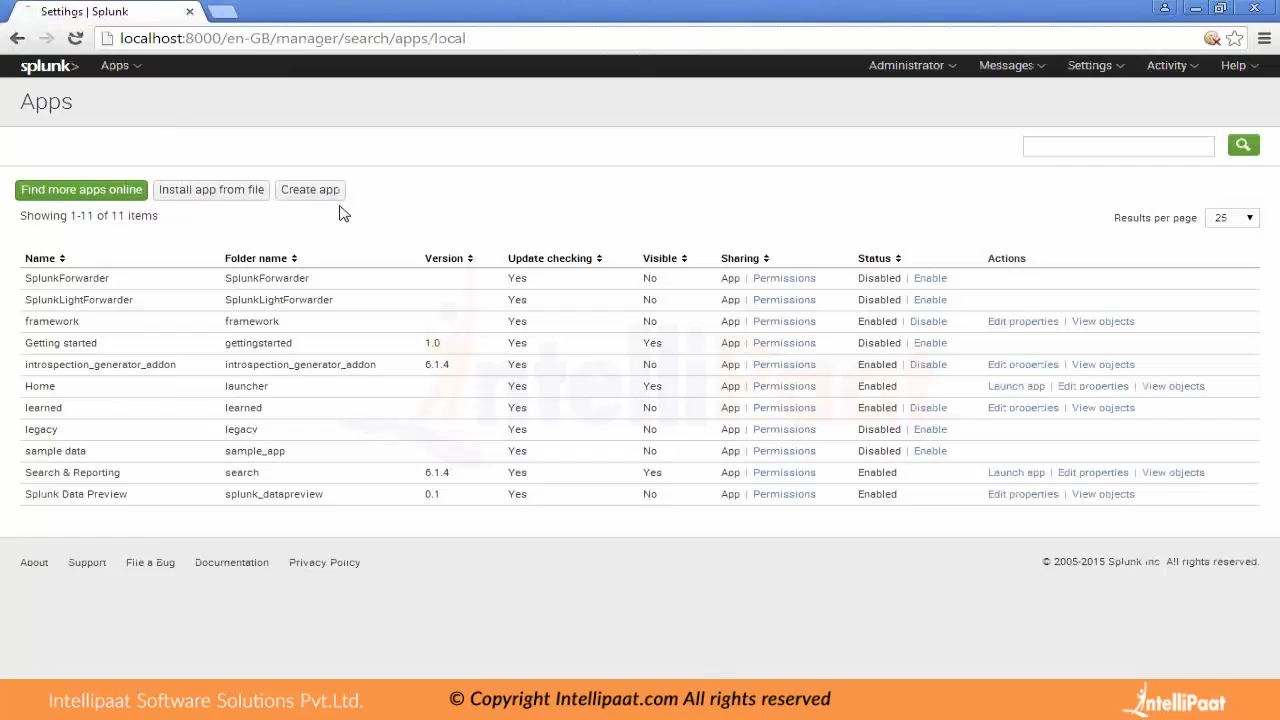 Settings | Splunk
localhost:8000/en-GB/manager/search/apps/local
splunk> Apps Administrator Messages Settings Activity Help
Apps
Find more apps online Install app from file Create app
Showing 1-11 of 11 items Results per page 25
Name Folder name Version Update checking Visible Sharing Status Actions
SplunkForwarder SplunkForwarder Yes No App | Permissions Disabled | Enable
SplunkLightForwarder SplunkLightForwarder Yes No App | Permissions Disabled | Enable
framework framework Yes No App | Permissions Enabled | Disable Edit properties | View objects
Getting started gettingstarted 1.0 Yes Yes App | Permissions Disabled | Enable
introspection_generator_addon introspection_generator_addon 6.1.4 Yes No App | Permissions Enabled | Disable Edit properties | View objects
Home launcher Yes Yes App | Permissions Enabled Launch app | Edit properties | View objects
learned learned Yes No App | Permissions Enabled | Disable Edit properties | View objects
legacy legacy Yes No App | Permissions Disabled | Enable
sample data sample_app Yes No App | Permissions Disabled | Enable
Search & Reporting search 6.1.4 Yes Yes App | Permissions Enabled Launch app | Edit properties | View objects
Splunk Data Preview splunk_datapreview 0.1 Yes No App | Permissions Enabled Edit properties | View objects
IntelliPaat
About Support File a Bug Documentation Privacy Policy © 2005-2015 Splunk Inc. All rights reserved.
Intellipaat Software Solutions Pvt.Ltd. © Copyright Intellipaat.com All rights reserved IntelliPaat